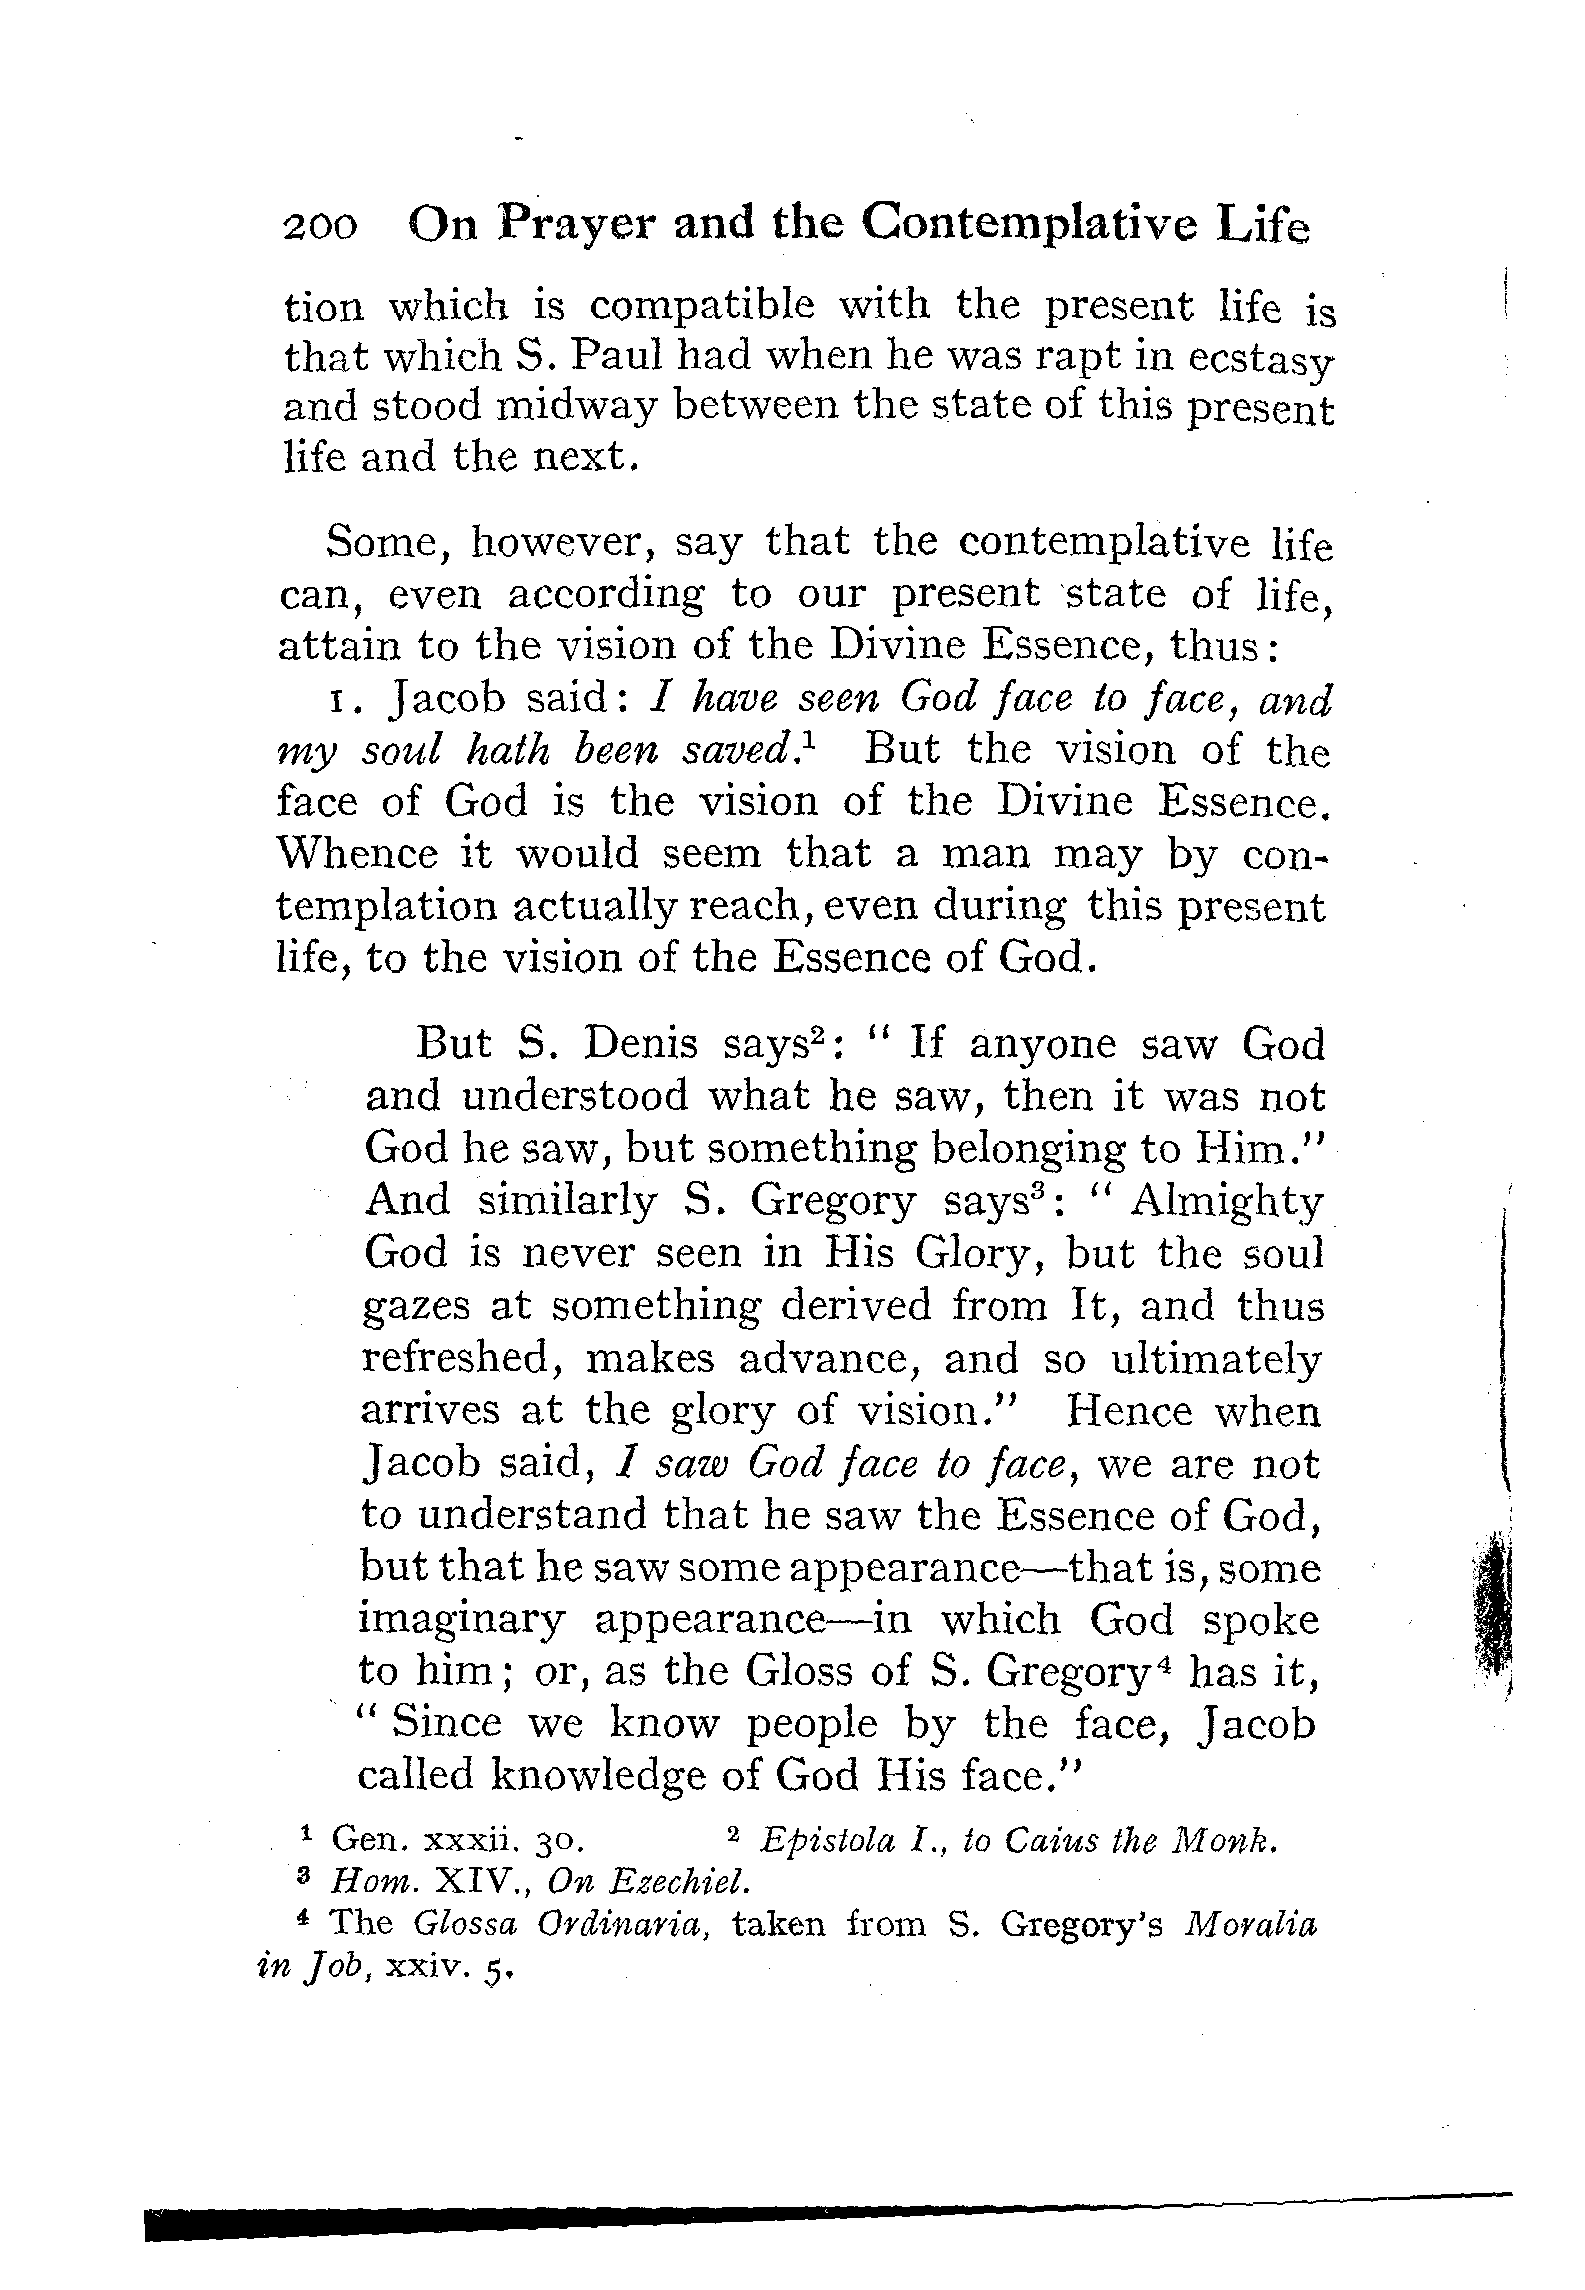 200 On Prayer and the Contemplative Life
tion which is compatible with the present life is
that which S. Paul had when he was rapt in ecstasy
and stood midway between the state of this present
life and the next.
Some, however, say that the contemplative life
can, even according to our present state of life,
attain to the vision of the Divine Essence, thus:
1. Jacob said: I have seen God face to face, and
my soul hath been saved.¹ But the vision of the
face of God is the vision of the Divine Essence.
Whence it would seem that a man may by con-
templation actually reach, even during this present
life, to the vision of the Essence of God.
But S. Denis says²: “ If anyone saw God
and understood what he saw, then it was not
God he saw, but something belonging to Him.”
And similarly S. Gregory says³: “ Almighty
God is never seen in His Glory, but the soul
gazes at something derived from It, and thus
refreshed, makes advance, and so ultimately
arrives at the glory of vision.” Hence when
Jacob said, I saw God face to face, we are not
to understand that he saw the Essence of God,
but that he saw some appearance—that is, some
imaginary appearance—in which God spoke
to him; or, as the Gloss of S. Gregory⁴ has it,
“ Since we know people by the face, Jacob
called knowledge of God His face.”
¹ Gen. xxxii. 30. ² Epistola I., to Caius the Monk.
³ Hom. XIV., On Ezechiel.
⁴ The Glossa Ordinaria, taken from S. Gregory's Moralia
in Job, xxiv. 5.